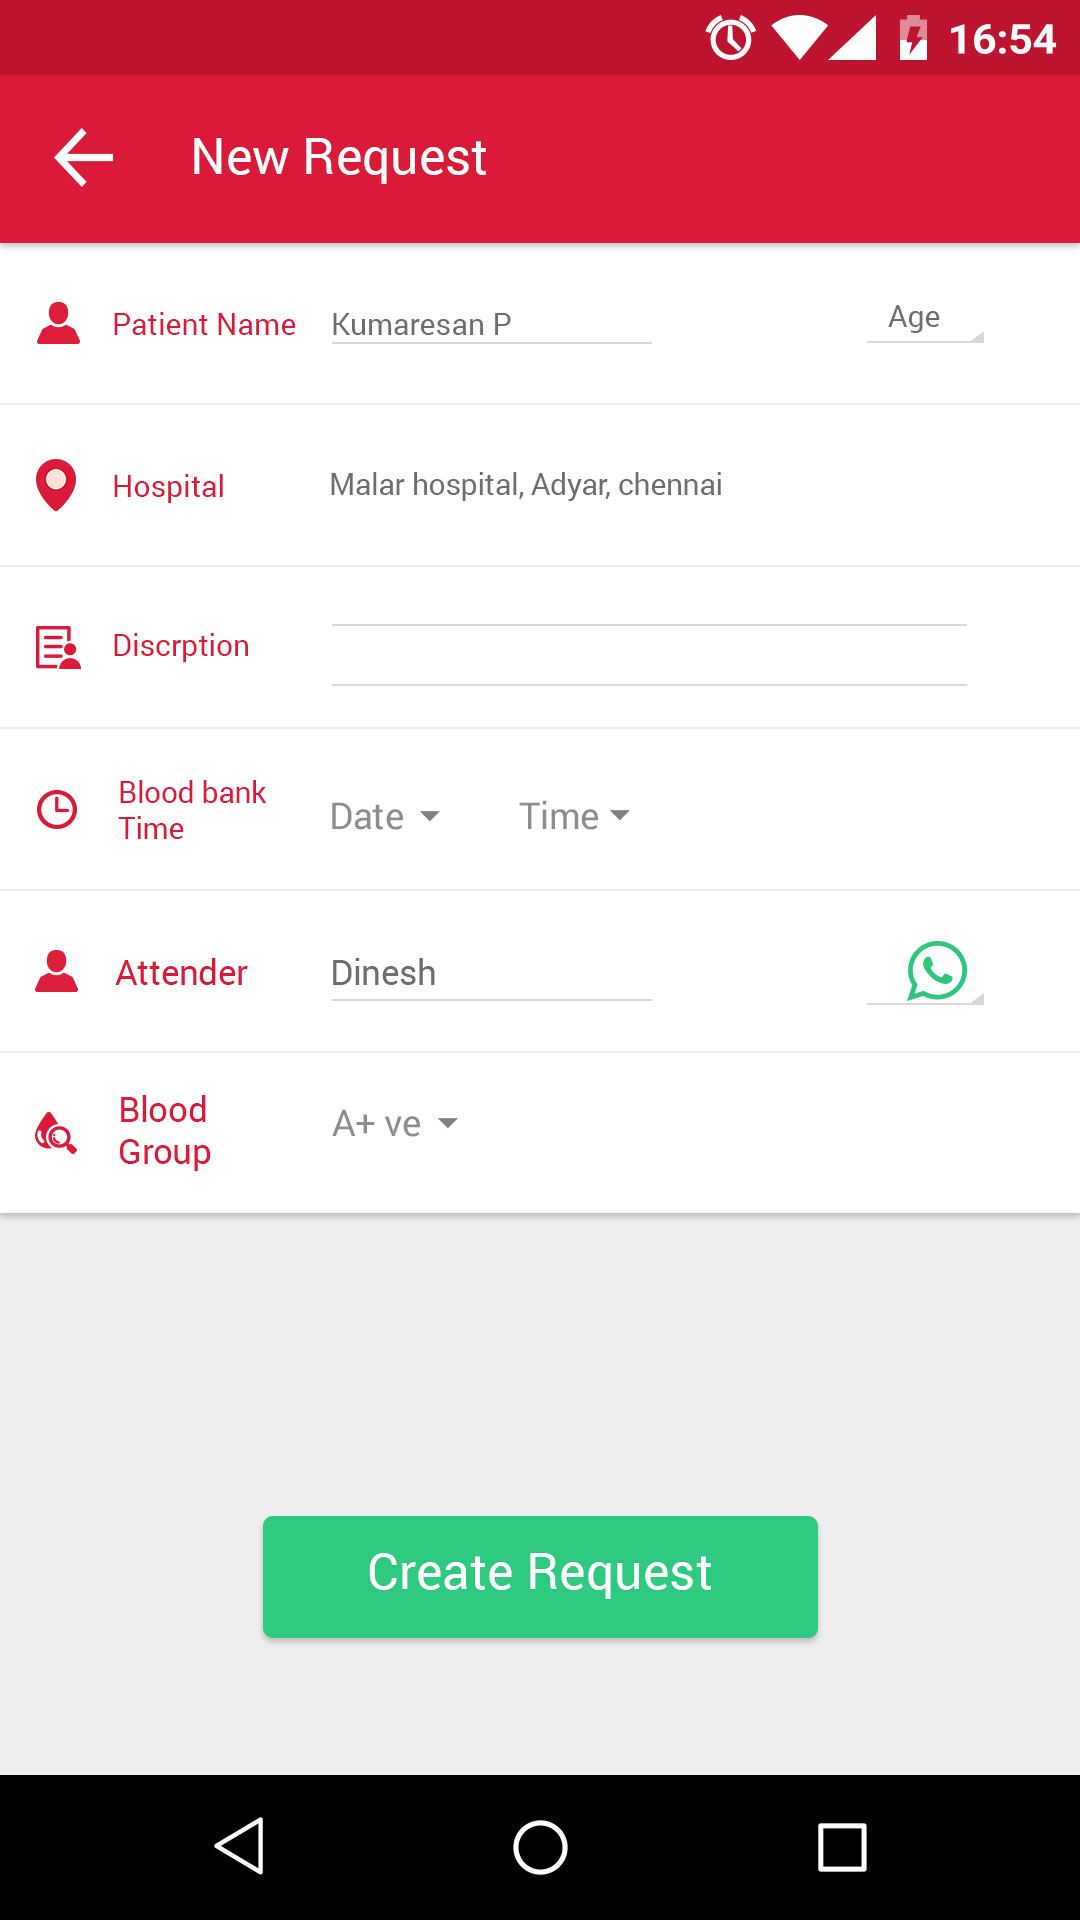 16:54
New Request
Patient Name Kumaresan P Age
Hospital Malar hospital, Adyar, chennai
Discrption
Blood bank
Time
Date Time
Attender Dinesh
Blood
Group
A+ ve
Create Request